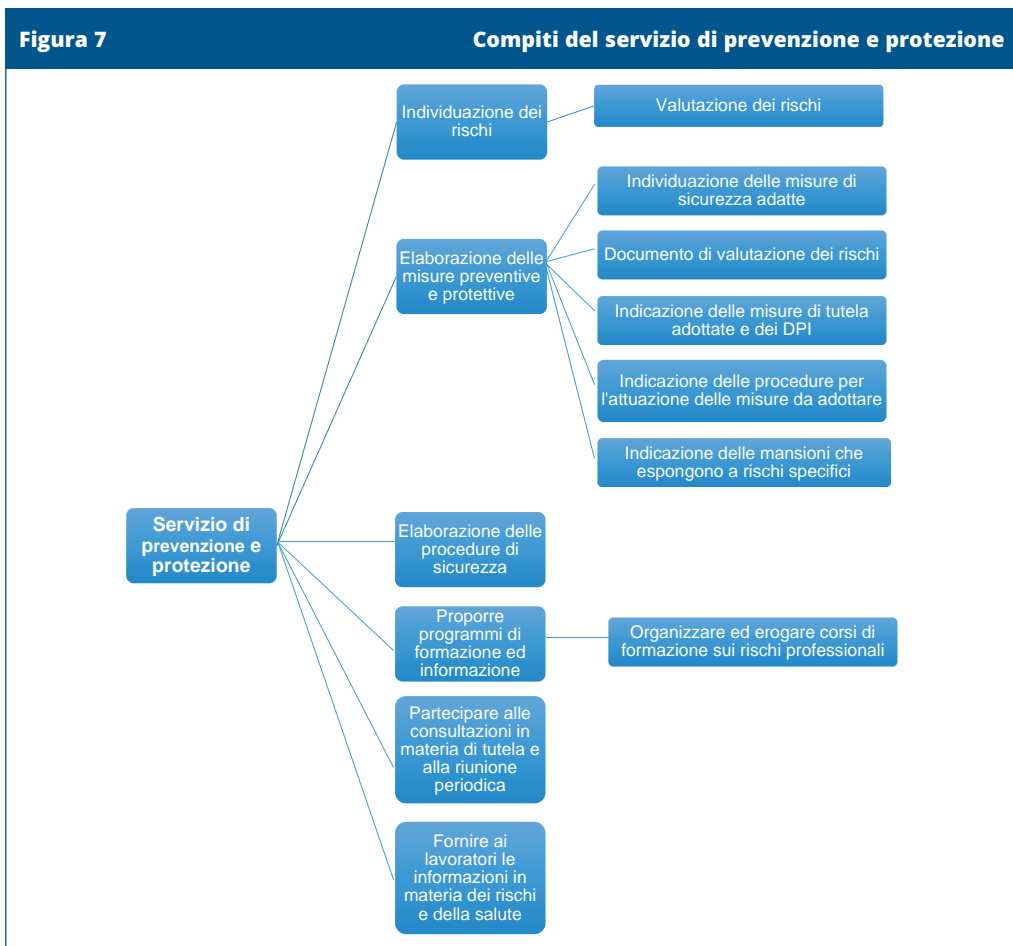 Figura 7
Compiti del servizio di prevenzione e protezione
Individuazione dei
rischi
Valutazione dei rischi
Elaborazione delle
misure preventive
e protettive
Individuazione delle misure di
sicurezza adatte
Documento di valutazione dei rischi
Indicazione delle misure di tutela
adottate e dei DPI
Indicazione delle procedure per
l'attuazione delle misure da adottare
Indicazione delle mansioni che
espongono a rischi specifici
Servizio di
prevenzione e
protezione
Elaborazione delle
procedure di
sicurezza
Proporre
programmi di
formazione ed
informazione
Organizzare ed erogare corsi di
formazione sui rischi professionali
Partecipare alle
consultazioni in
materia di tutela e
alla riunione
periodica
Fornire ai
lavoratori le
informazioni in
materia dei rischi
e della salute